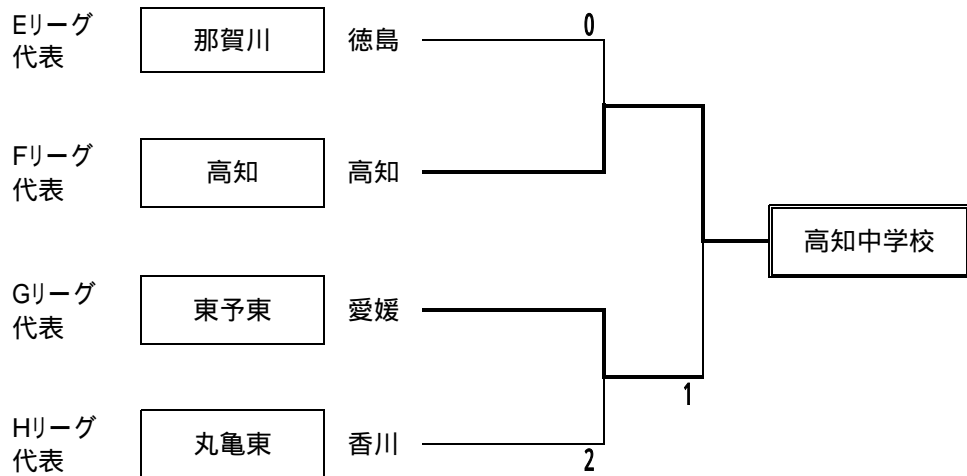 Eリーグ
代表
那賀川
徳島
0
Fリーグ
代表
高知
高知
高知中学校
Gリーグ
代表
東予東
愛媛
1
Hリーグ
代表
丸亀東
香川
2